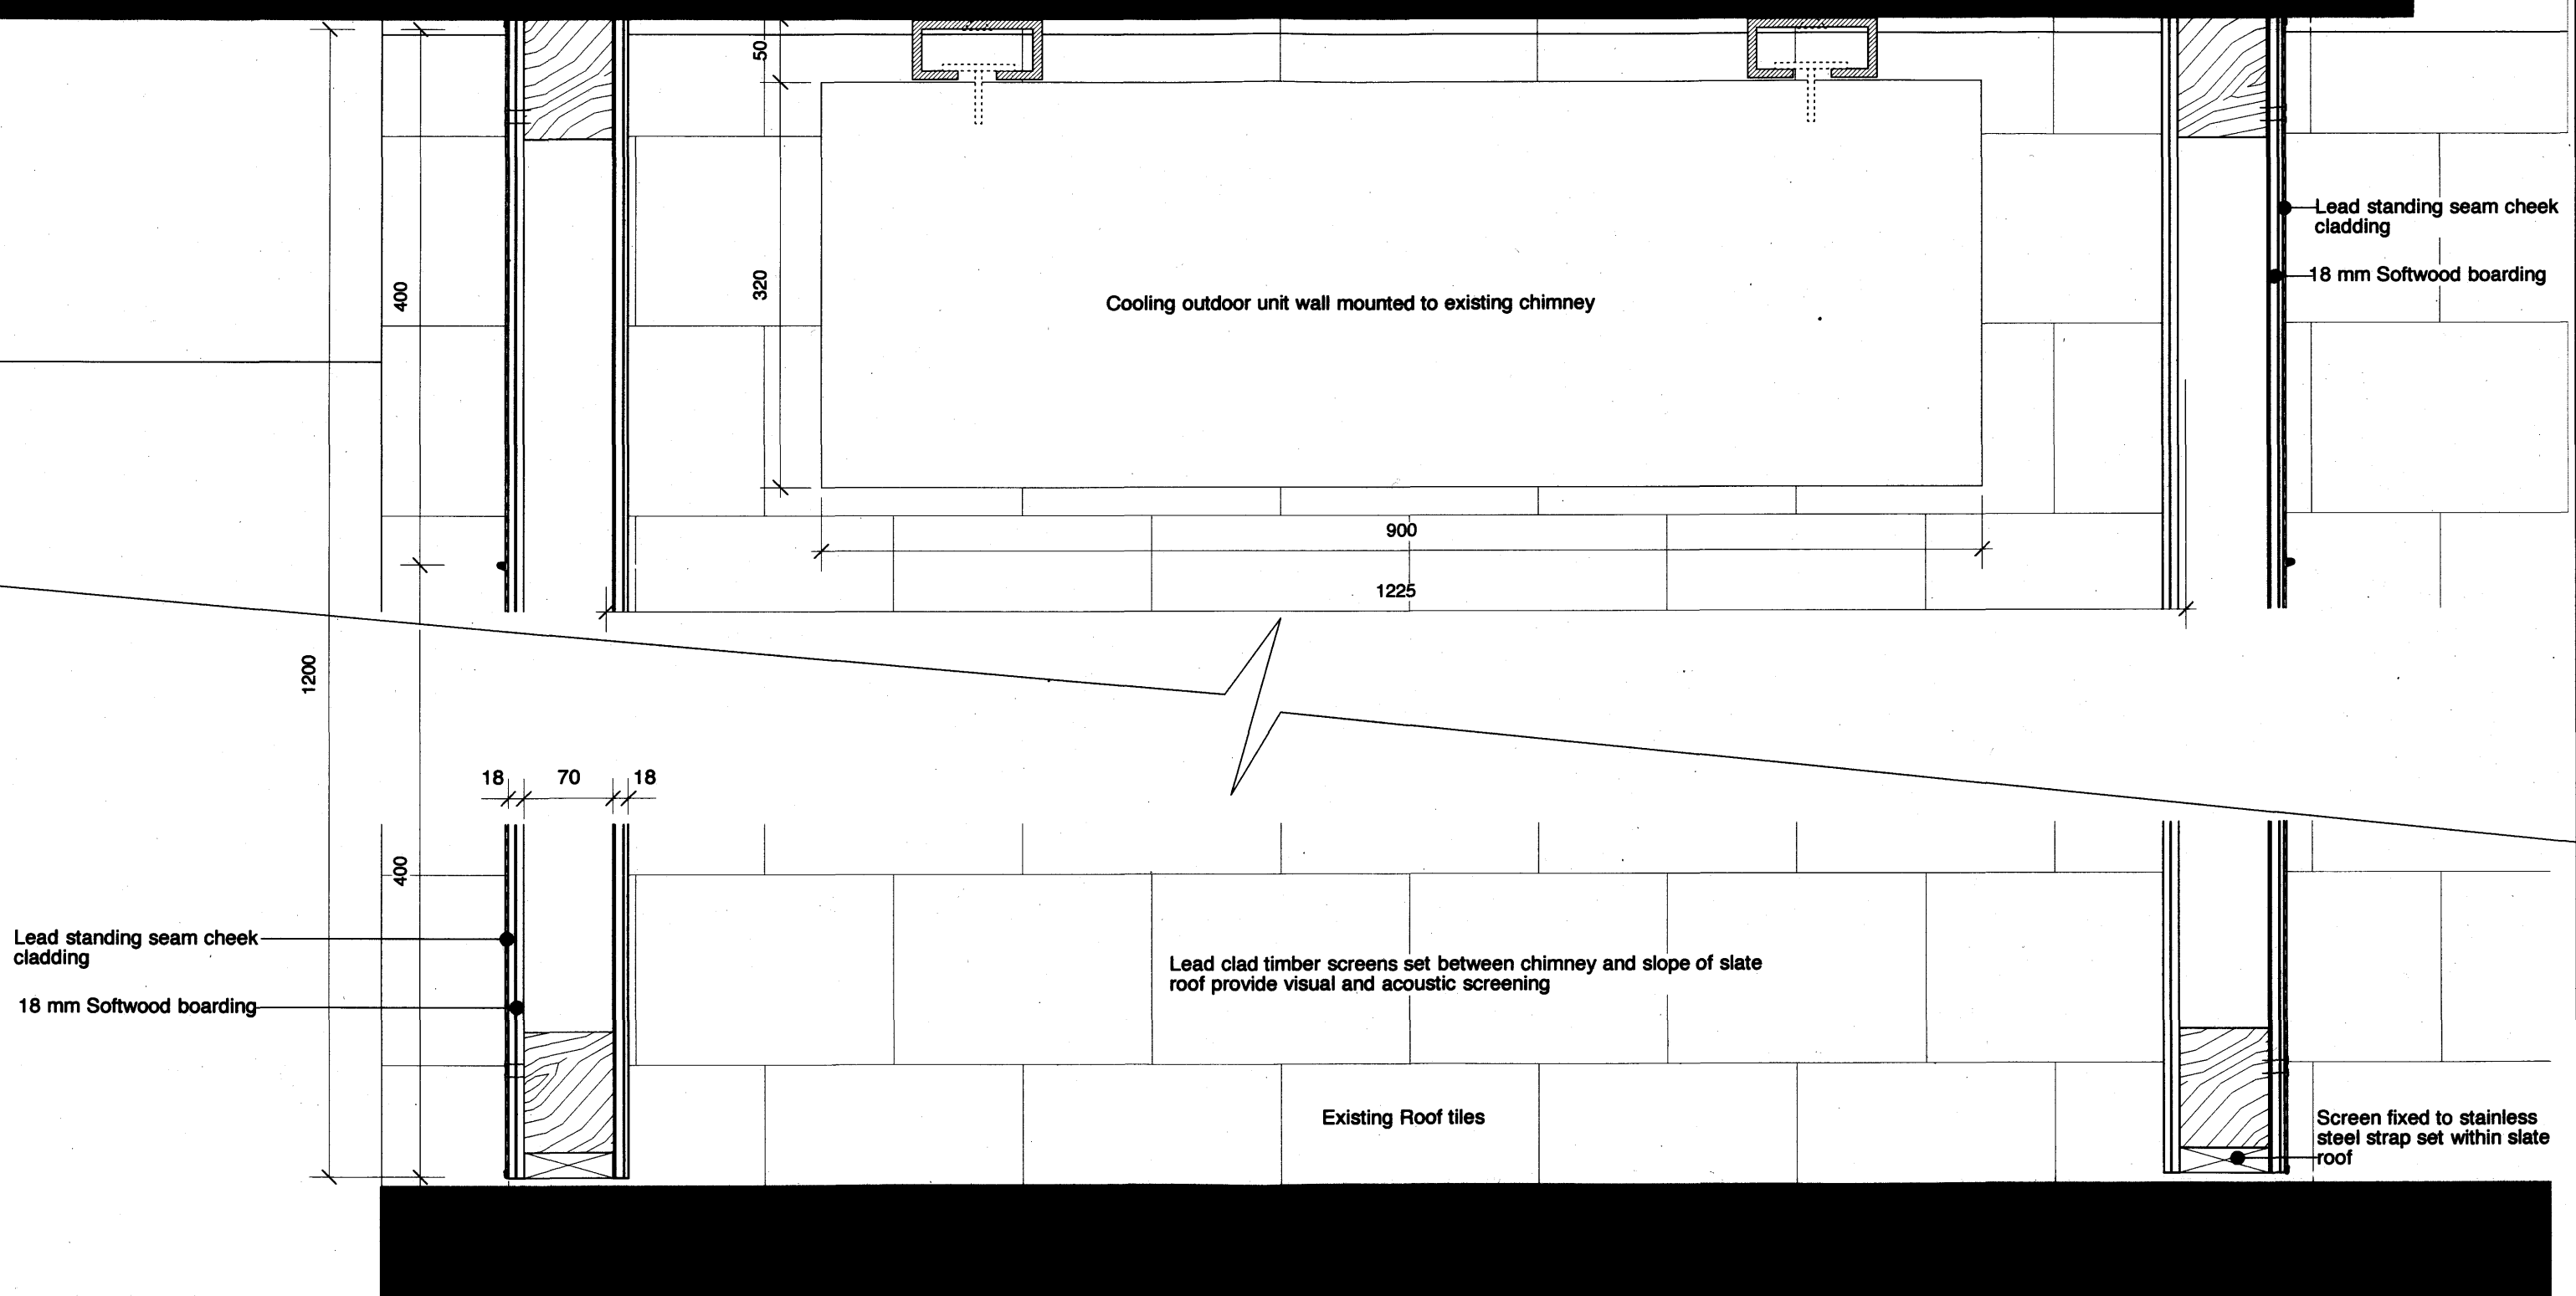 50
Lead standing seam cheek
cladding
18 mm Softwood boarding
400
320
Cooling outdoor unit wall mounted to existing chimney
900
1225
1200
18 70 18
400
Lead standing seam cheek
cladding
18 mm Softwood boarding
Lead clad timber screens set between chimney and slope of slate
roof provide visual and acoustic screening
Existing Roof tiles
Screen fixed to stainless
steel strap set within slate
roof